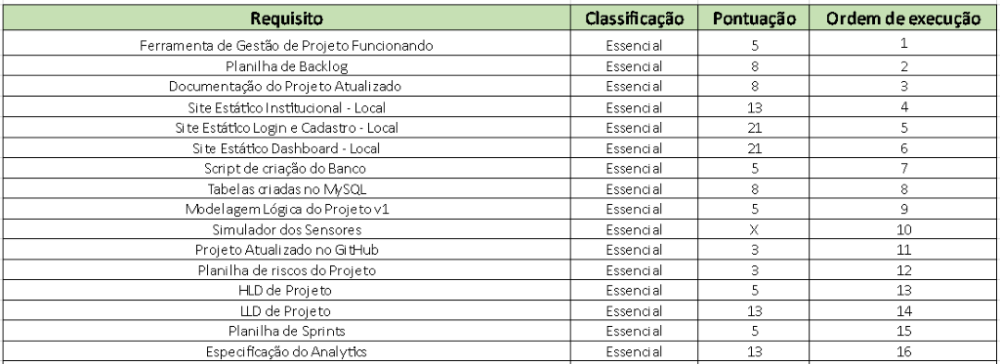 Requisito Classificação Pontuação Ordem de execução
Ferramenta de Gestão de Projeto Funcionando Essencial 5 1
Planilha de Backlog Essencial 8 2
Documentação do Projeto Atualizado Essencial 8 3
Site Estático Institucional - Local Essencial 13 4
Site Estático Login e Cadastro - Local Essencial 21 5
Site Estático Dashboard - Local Essencial 21 6
Script de criação do Banco Essencial 5 7
Tabelas criadas no MySQL Essencial 8 8
Modelagem Lógica do Projeto v1 Essencial 5 9
Simulador dos Sensores Essencial X 10
Projeto Atualizado no GitHub Essencial 3 11
Planilha de riscos do Projeto Essencial 3 12
HLD de Projeto Essencial 5 13
LLD de Projeto Essencial 13 14
Planilha de Sprints Essencial 5 15
Especificação do Analytics Essencial 13 16